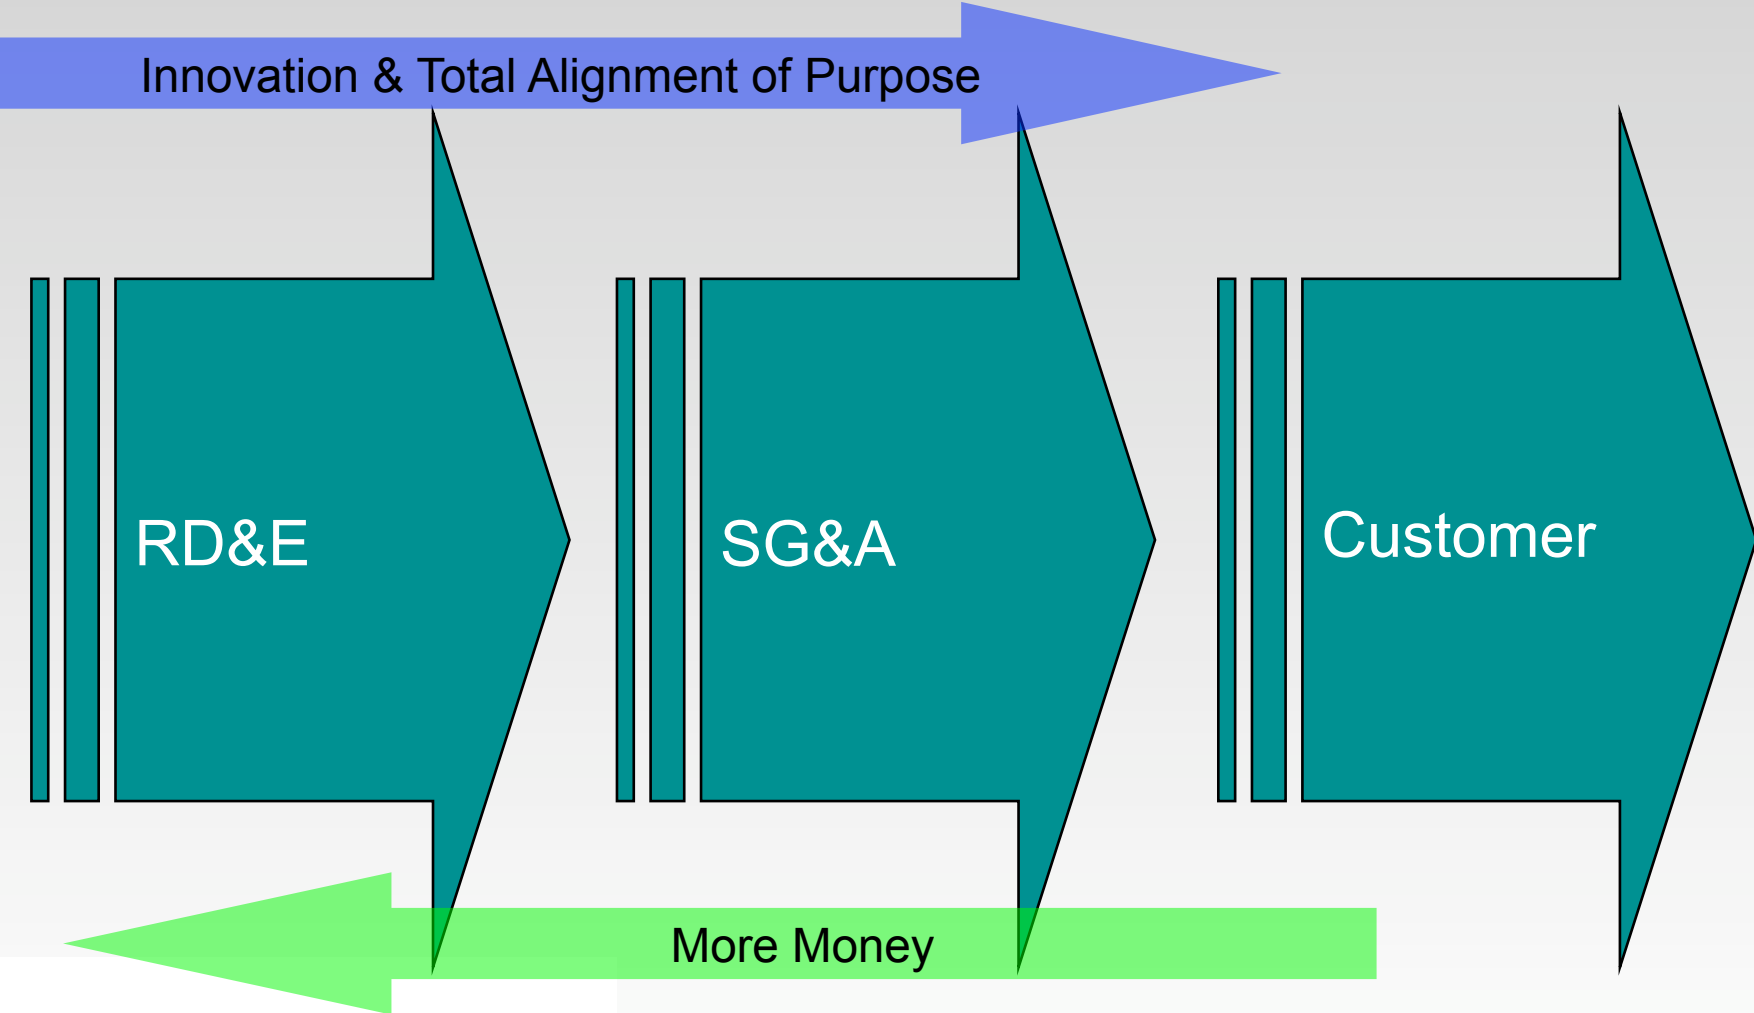 Innovation & Total Alignment of Purpose
RD&E
SG&A
Customer
More Money